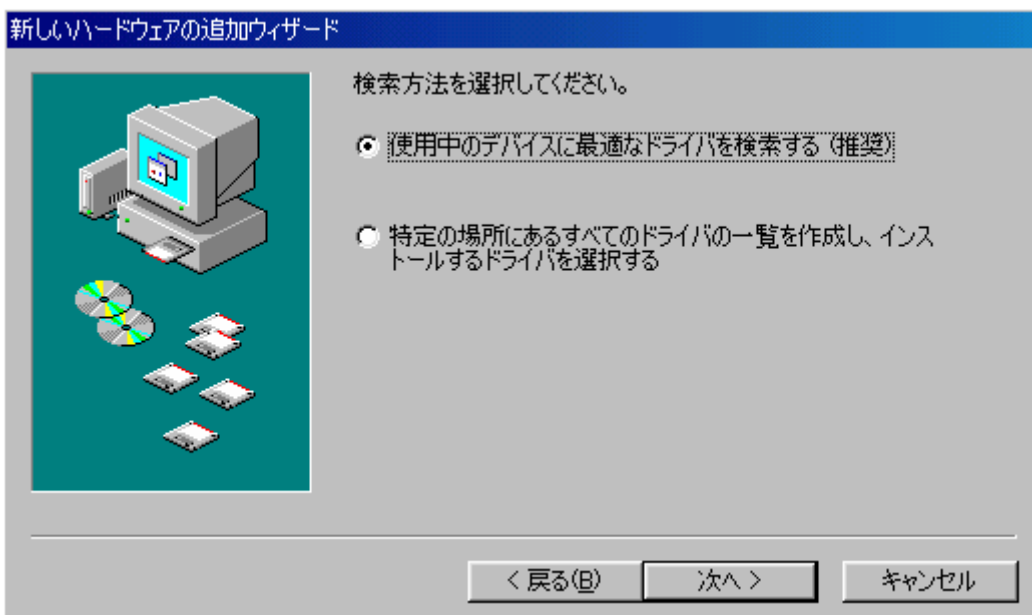 新しいハードウェアの追加ウィザード
検索方法を選択してください。
使用中のデバイスに最適なドライバを検索する (推奨)
特定の場所にあるすべてのドライバの一覧を作成し、インス
トールするドライバを選択する
< 戻る(B)
次へ >
キャンセル